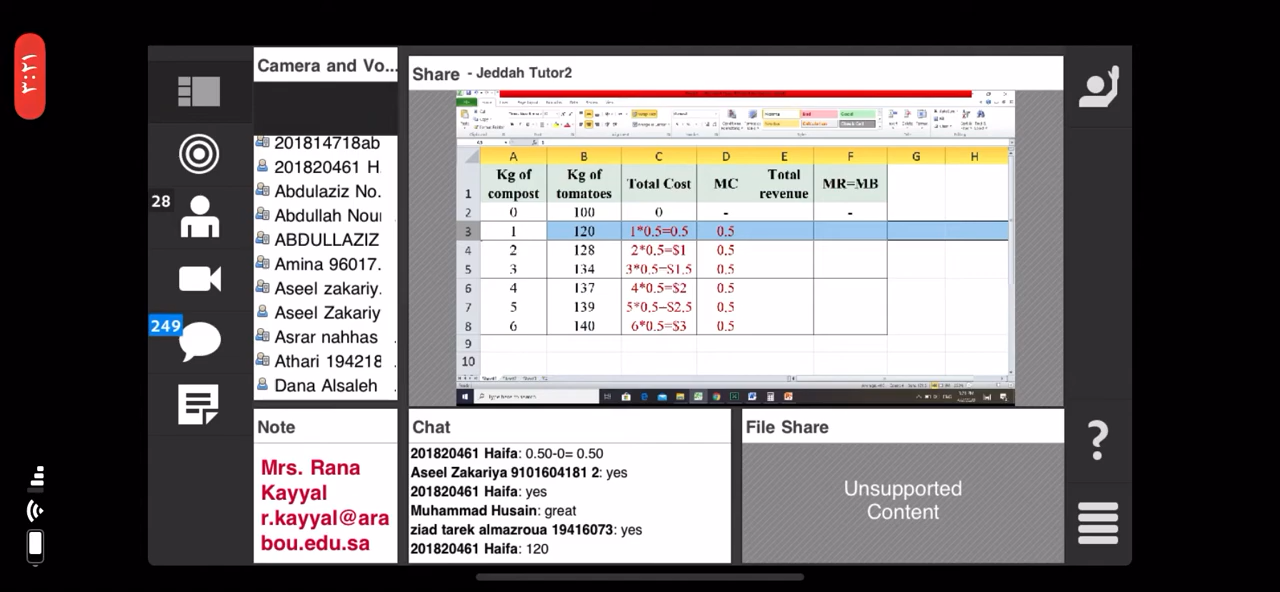 ٣:٢١
Camera and Vo...
201814718ab
201820461 H
Abdulaziz No.
Abdullah Nour
ABDULLAZIZ
Amina 96017.
Aseel zakariy.
Aseel Zakariy
Asrar nahhas
Athari 194218
Dana Alsaleh
28
249
Share - Jeddah Tutor2
A B C D E F G H
1 Kg of compost Kg of tomatoes Total Cost MC Total revenue MR=MB
2 0 100 0 - -
3 1 120 1*0.5=0.5 0.5
4 2 128 2*0.5=$1 0.5
5 3 134 3*0.5=$1.5 0.5
6 4 137 4*0.5=$2 0.5
7 5 139 5*0.5=$2.5 0.5
8 6 140 6*0.5=$3 0.5
9
10
Type here to search
Note
Mrs. Rana
Kayyal
r.kayyal@ara
bou.edu.sa
Chat
201820461 Haifa: 0.50-0= 0.50
Aseel Zakariya 9101604181 2: yes
201820461 Haifa: yes
Muhammad Husain: great
ziad tarek almazroua 19416073: yes
201820461 Haifa: 120
File Share
Unsupported
Content
?